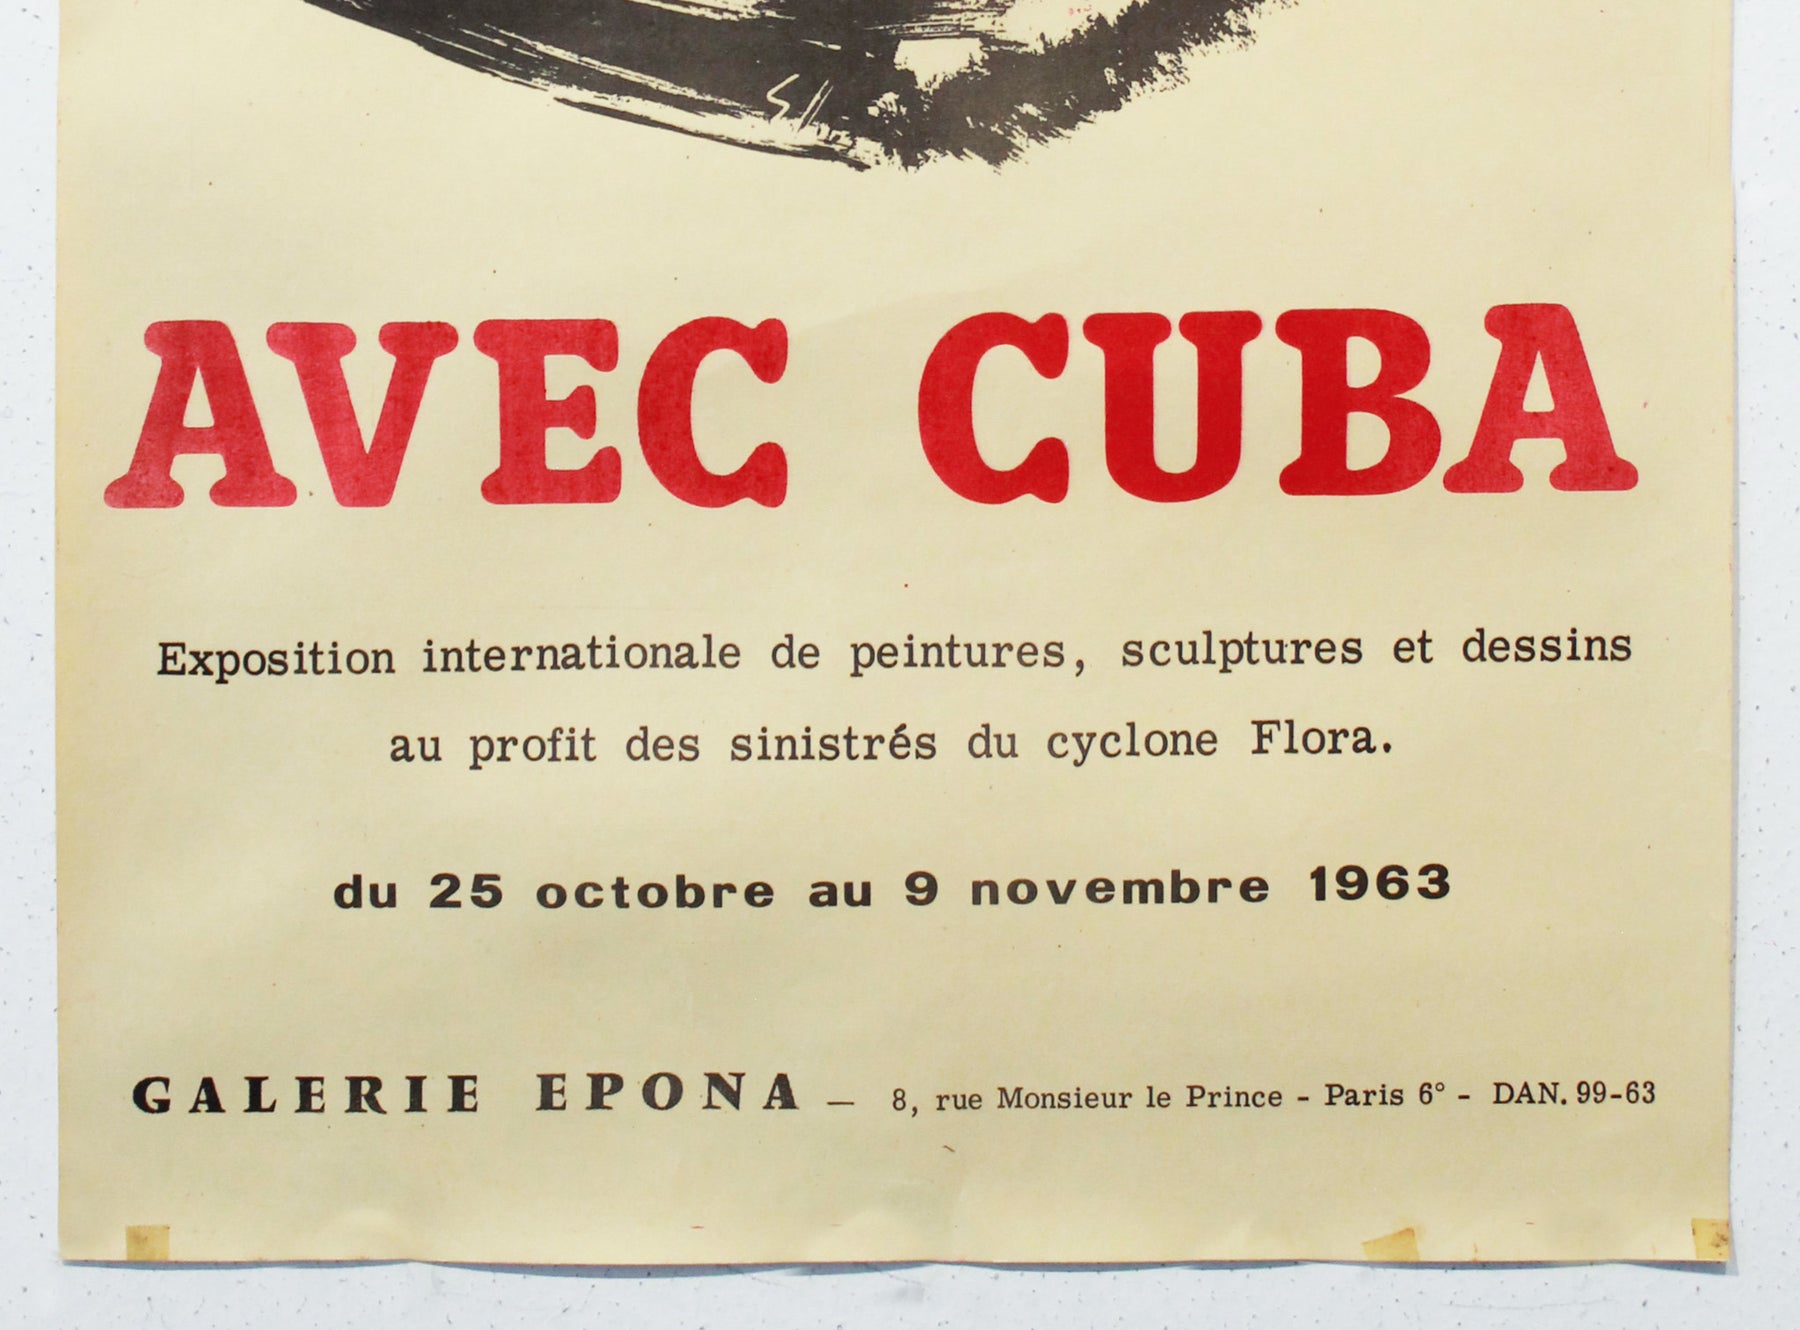 AVEC CUBA
Exposition internationale de peintures, sculptures et dessins
au profit des sinistrés du cyclone Flora.
du 25 octobre au 9 novembre 1963
GALERIE EPONA — 8, rue Monsieur le Prince - Paris 6° - DAN. 99-63